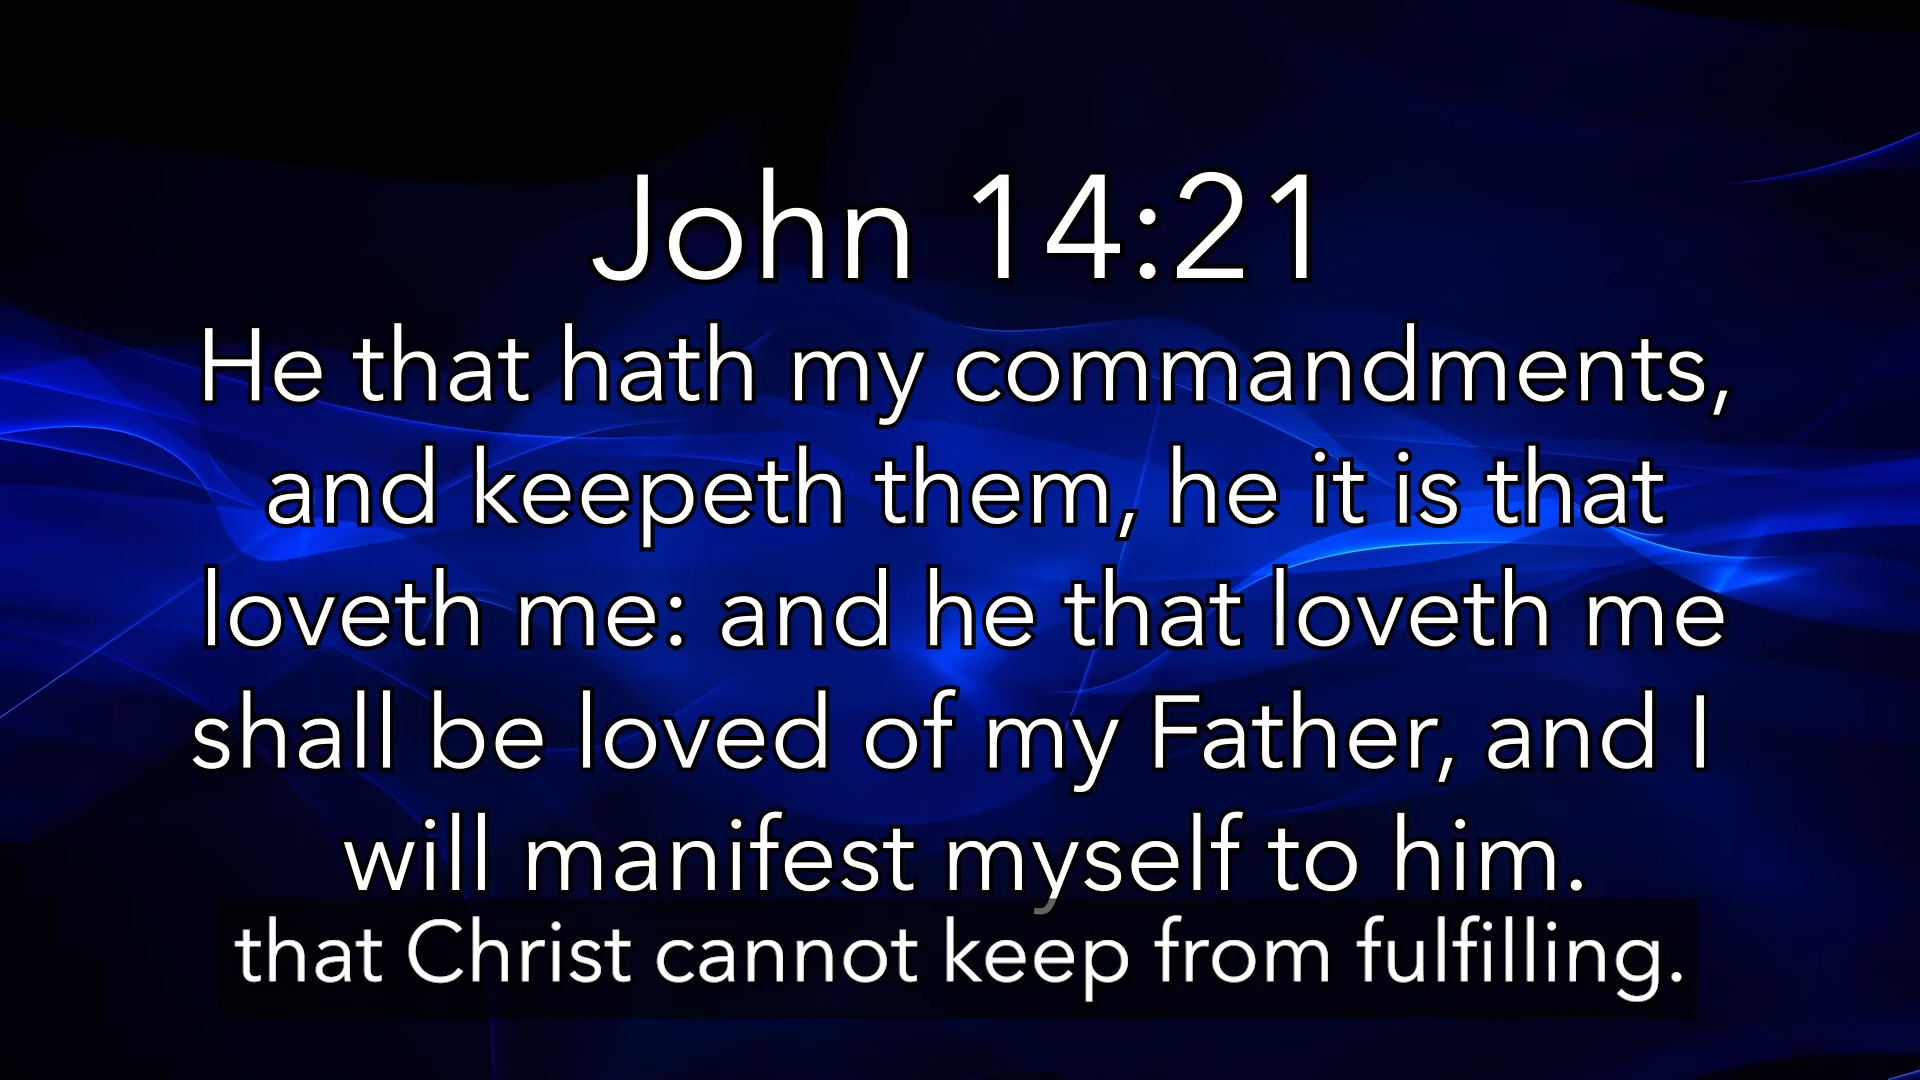 John 14:21
He that hath my commandments,
and keepeth them, he it is that
loveth me: and he that loveth me
shall be loved of my Father, and I
will manifest myself to him.
that Christ cannot keep from fulfilling.